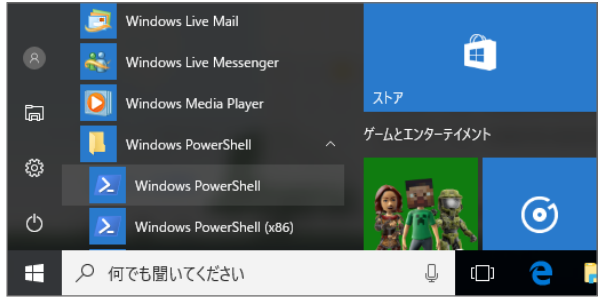 Windows Live Mail
Windows Live Messenger
Windows Media Player
Windows PowerShell
Windows PowerShell
Windows PowerShell (x86)
ストア
ゲームとエンターテイメント
何でも聞いてください